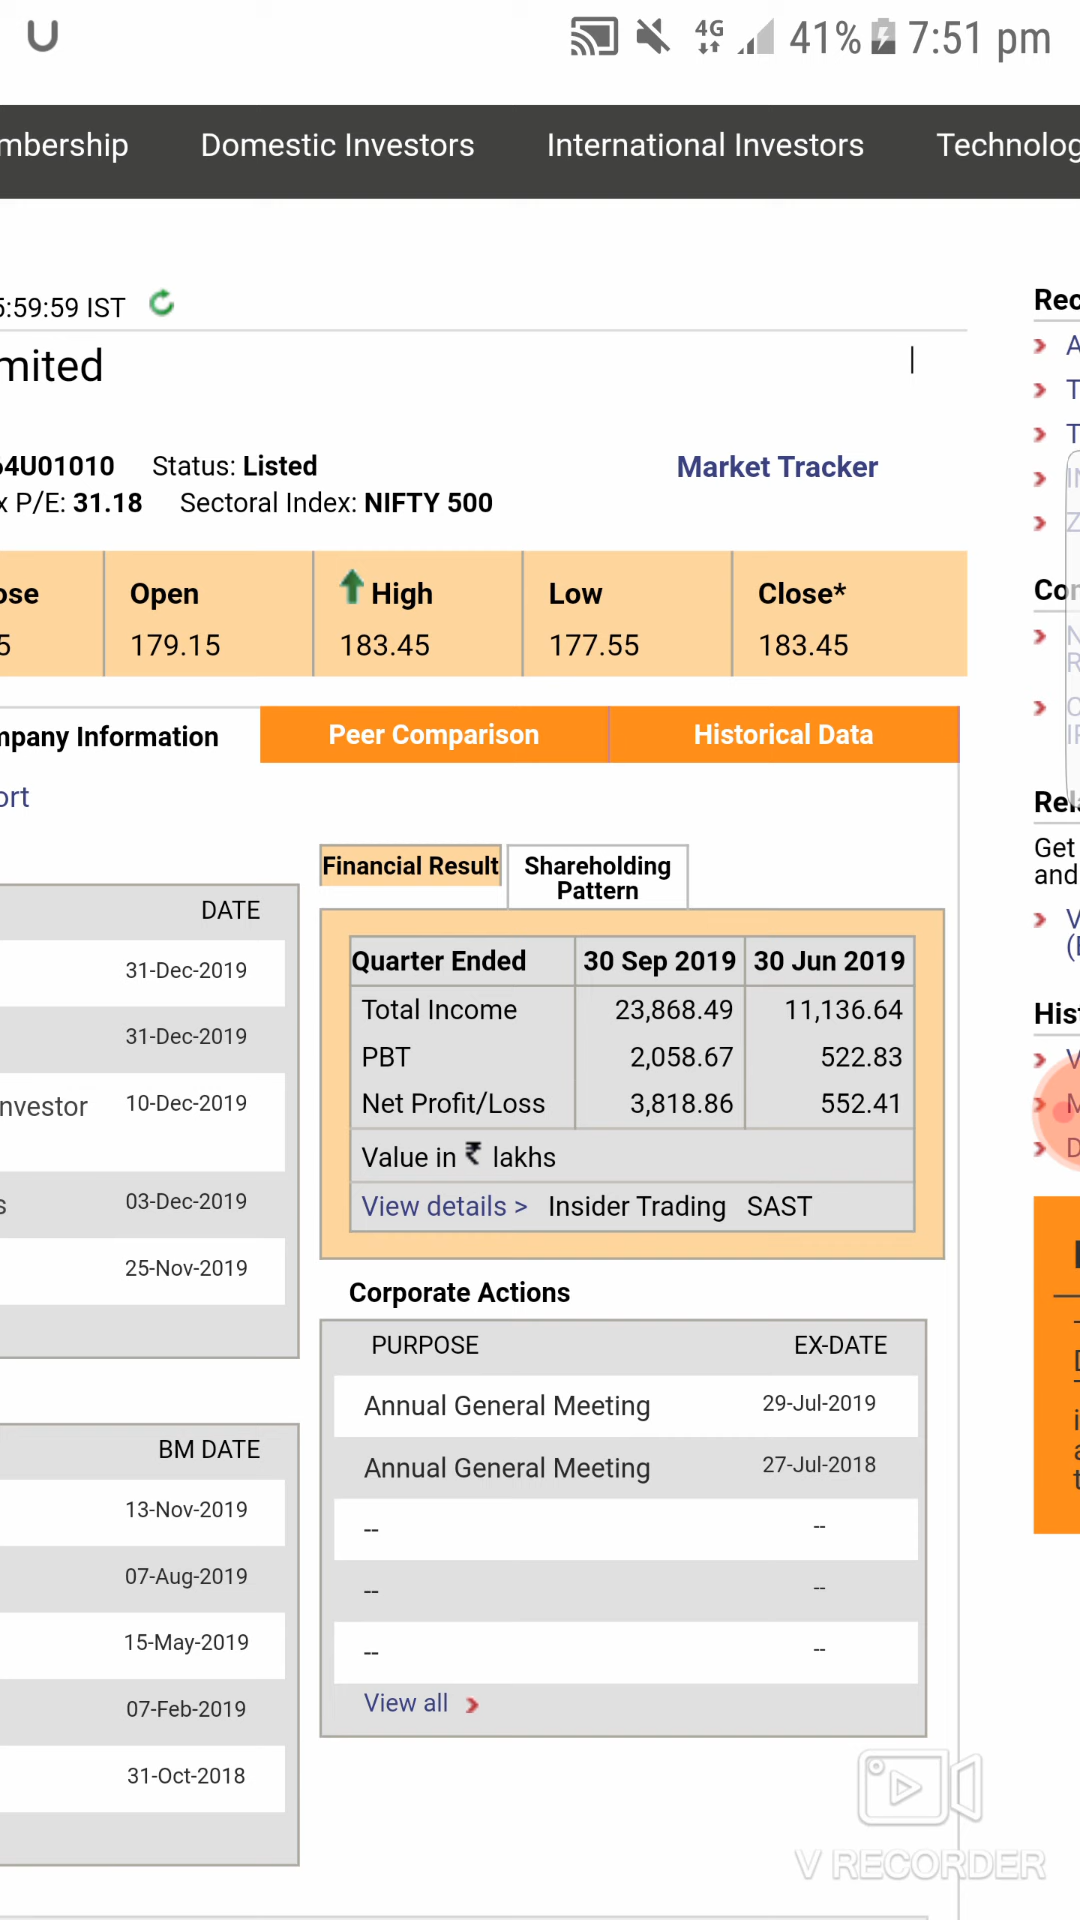 41% 7:51 pm
mbership Domestic Investors International Investors Technolog
5:59:59 IST
mited
64U01010 Status: Listed Market Tracker
x P/E: 31.18 Sectoral Index: NIFTY 500
ose Open High Low Close*
5 179.15 183.45 177.55 183.45
mpany Information Peer Comparison Historical Data
ort
Financial Result Shareholding
Pattern
DATE
31-Dec-2019
31-Dec-2019
nvestor 10-Dec-2019
s 03-Dec-2019
25-Nov-2019
Quarter Ended 30 Sep 2019 30 Jun 2019
Total Income 23,868.49 11,136.64
PBT 2,058.67 522.83
Net Profit/Loss 3,818.86 552.41
Value in ₹ lakhs
View details > Insider Trading SAST
Corporate Actions
PURPOSE EX-DATE
Annual General Meeting 29-Jul-2019
Annual General Meeting 27-Jul-2018
-- --
-- --
-- --
View all
BM DATE
13-Nov-2019
07-Aug-2019
15-May-2019
07-Feb-2019
31-Oct-2018
Rec
A
T
T
IN
Z
Cor
N
R
C
IF
Rel
Get
and
V
(E
Hist
V
M
D
V RECORDER